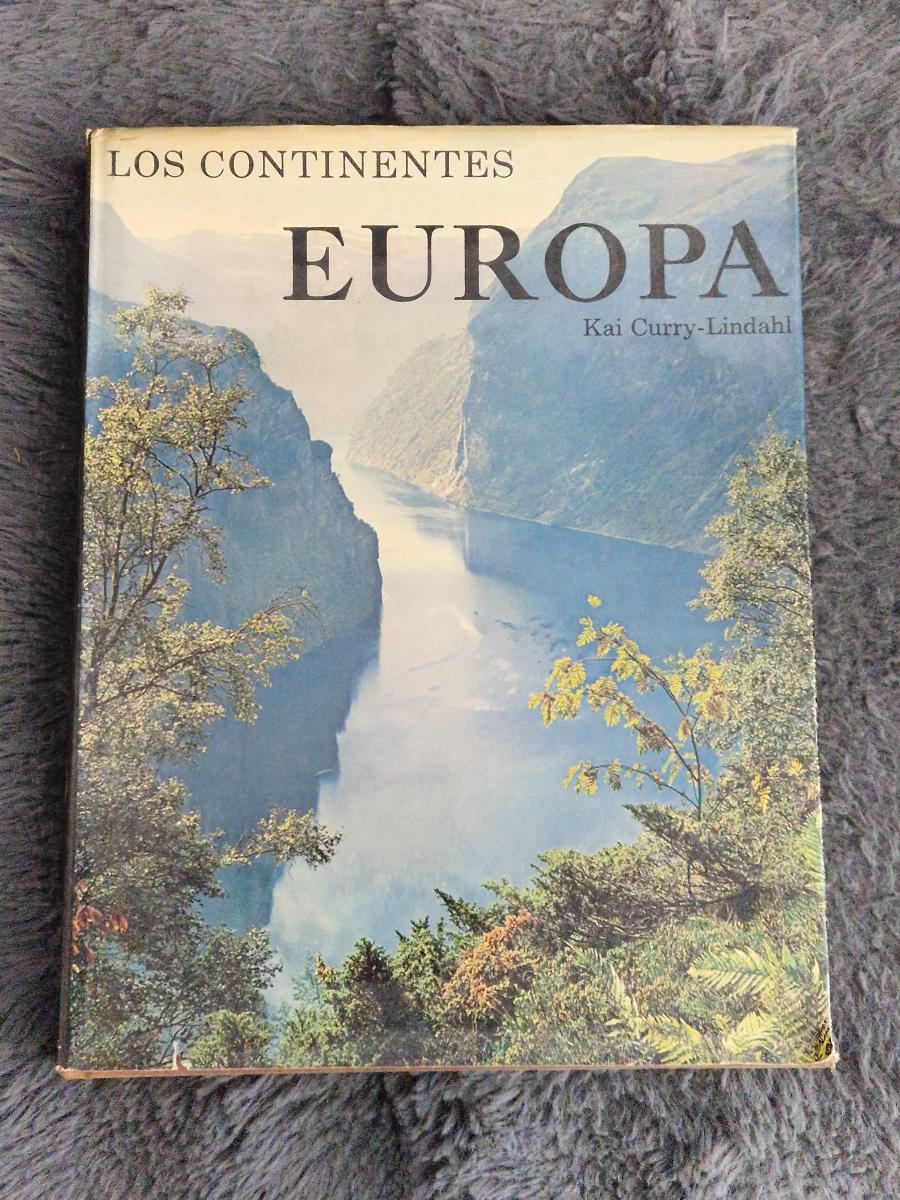 LOS CONTINENTES
EUROPA
Kai Curry-Lindahl